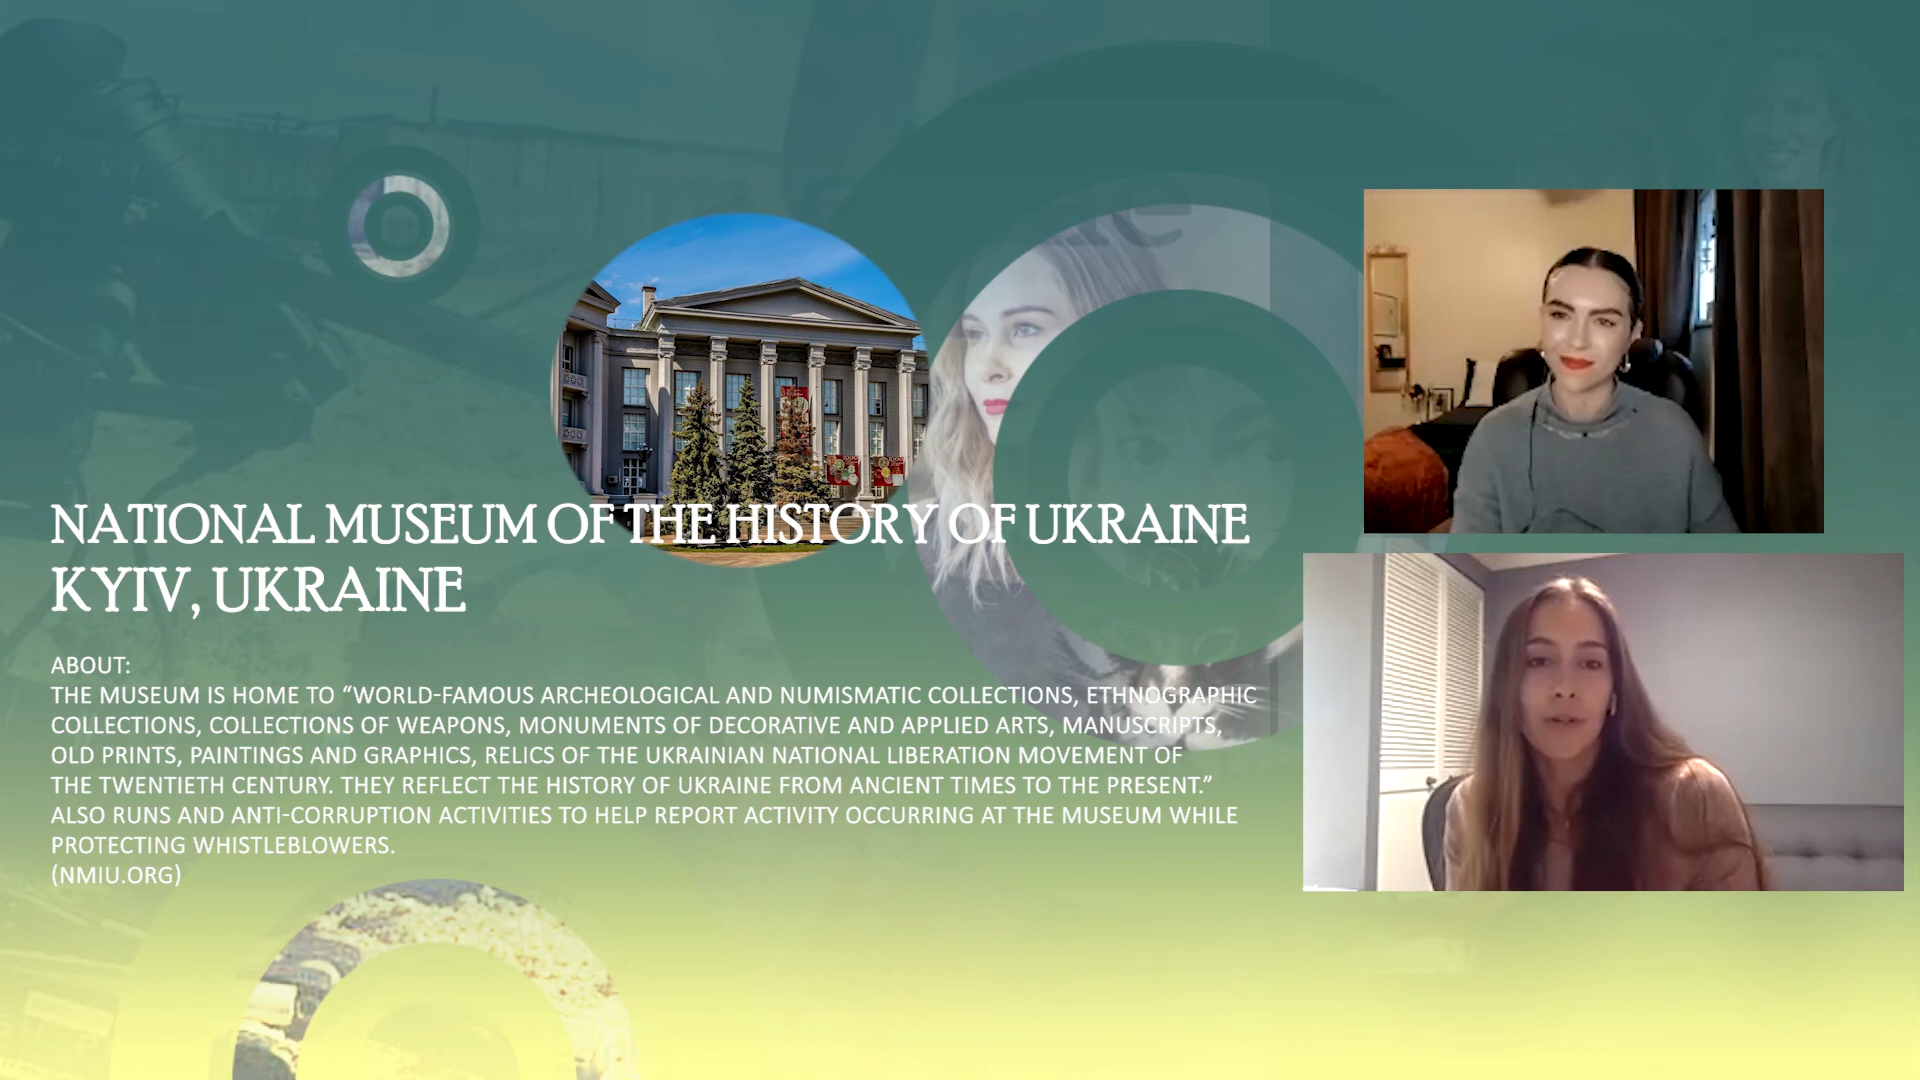 NATIONAL MUSEUM OF THE HISTORY OF UKRAINE
KYIV, UKRAINE
ABOUT:
THE MUSEUM IS HOME TO “WORLD-FAMOUS ARCHEOLOGICAL AND NUMISMATIC COLLECTIONS, ETHNOGRAPHIC
COLLECTIONS, COLLECTIONS OF WEAPONS, MONUMENTS OF DECORATIVE AND APPLIED ARTS, MANUSCRIPTS,
OLD PRINTS, PAINTINGS AND GRAPHICS, RELICS OF THE UKRAINIAN NATIONAL LIBERATION MOVEMENT OF
THE TWENTIETH CENTURY. THEY REFLECT THE HISTORY OF UKRAINE FROM ANCIENT TIMES TO THE PRESENT.”
ALSO RUNS AND ANTI-CORRUPTION ACTIVITIES TO HELP REPORT ACTIVITY OCCURRING AT THE MUSEUM WHILE
PROTECTING WHISTLEBLOWERS.
(NMIU.ORG)